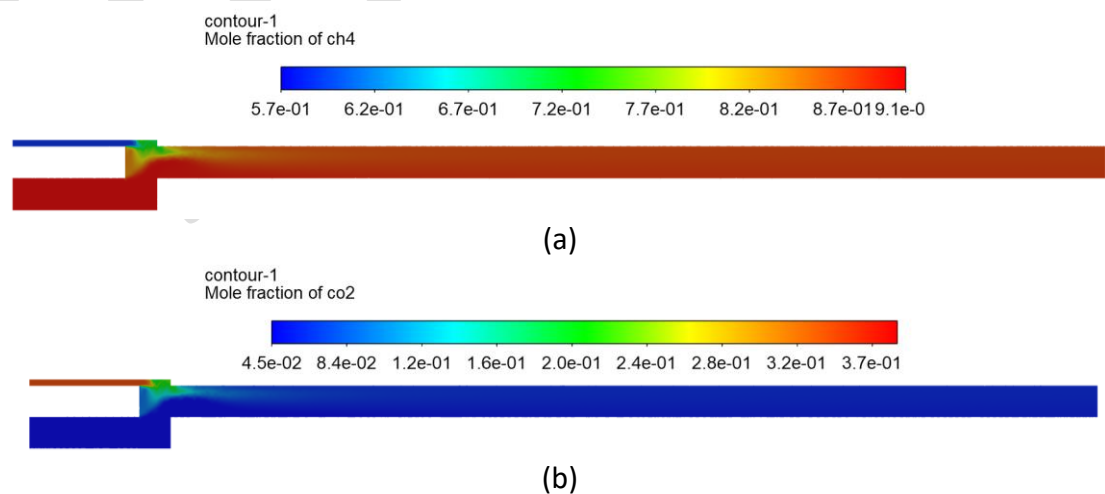 contour-1
Mole fraction of ch4
5.7e-01 6.2e-01 6.7e-01 7.2e-01 7.7e-01 8.2e-01 8.7e-019.1e-0
(a)
contour-1
Mole fraction of co2
4.5e-02 8.4e-02 1.2e-01 1.6e-01 2.0e-01 2.4e-01 2.8e-01 3.2e-01 3.7e-01
(b)